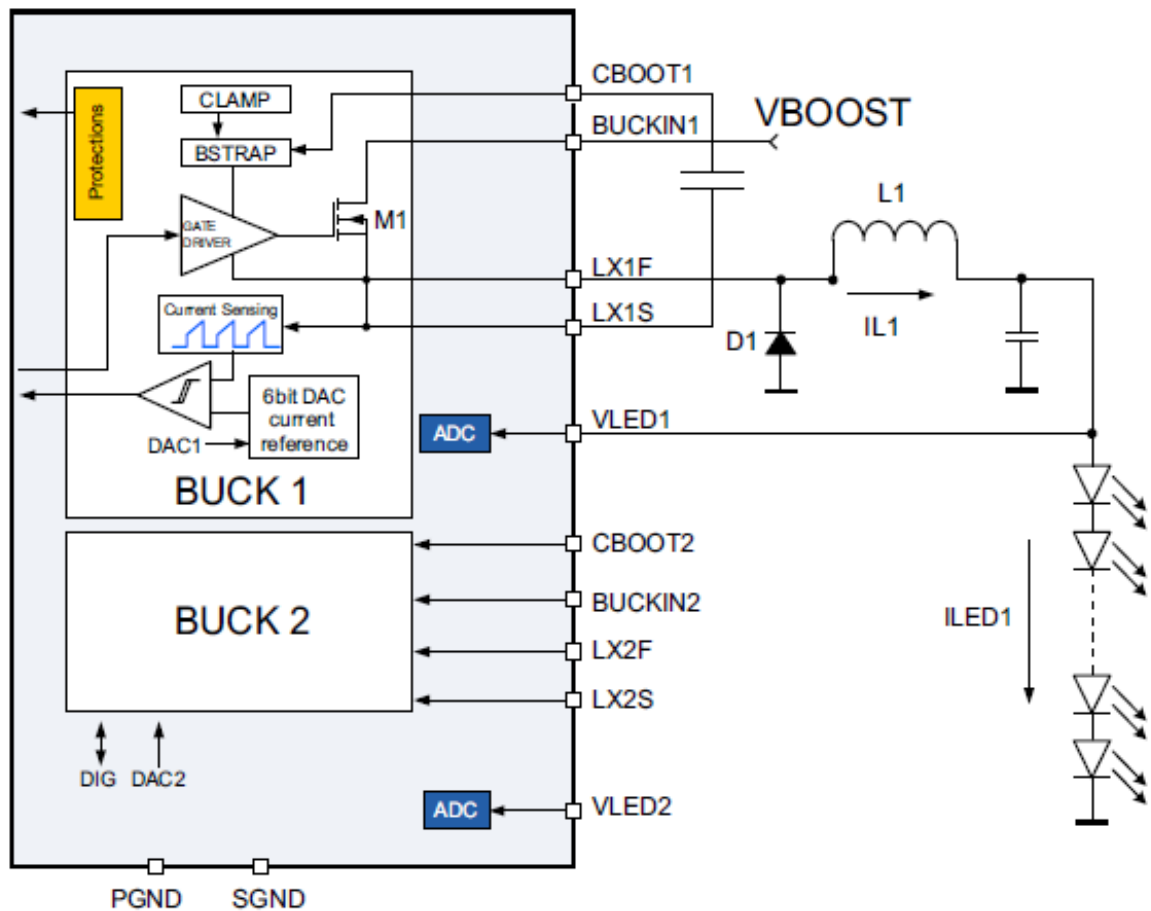 CBOOT1
BUCKIN1
VBOOST
Protections
CLAMP
BSTRAP
GATE
DRIVER
M1
L1
LX1F
LX1S
Current Sensing
D1
IL1
6bit DAC
current
reference
DAC1
ADC
VLED1
BUCK 1
CBOOT2
BUCKIN2
BUCK 2
LX2F
LX2S
ILED1
DIG
DAC2
ADC
VLED2
PGND
SGND